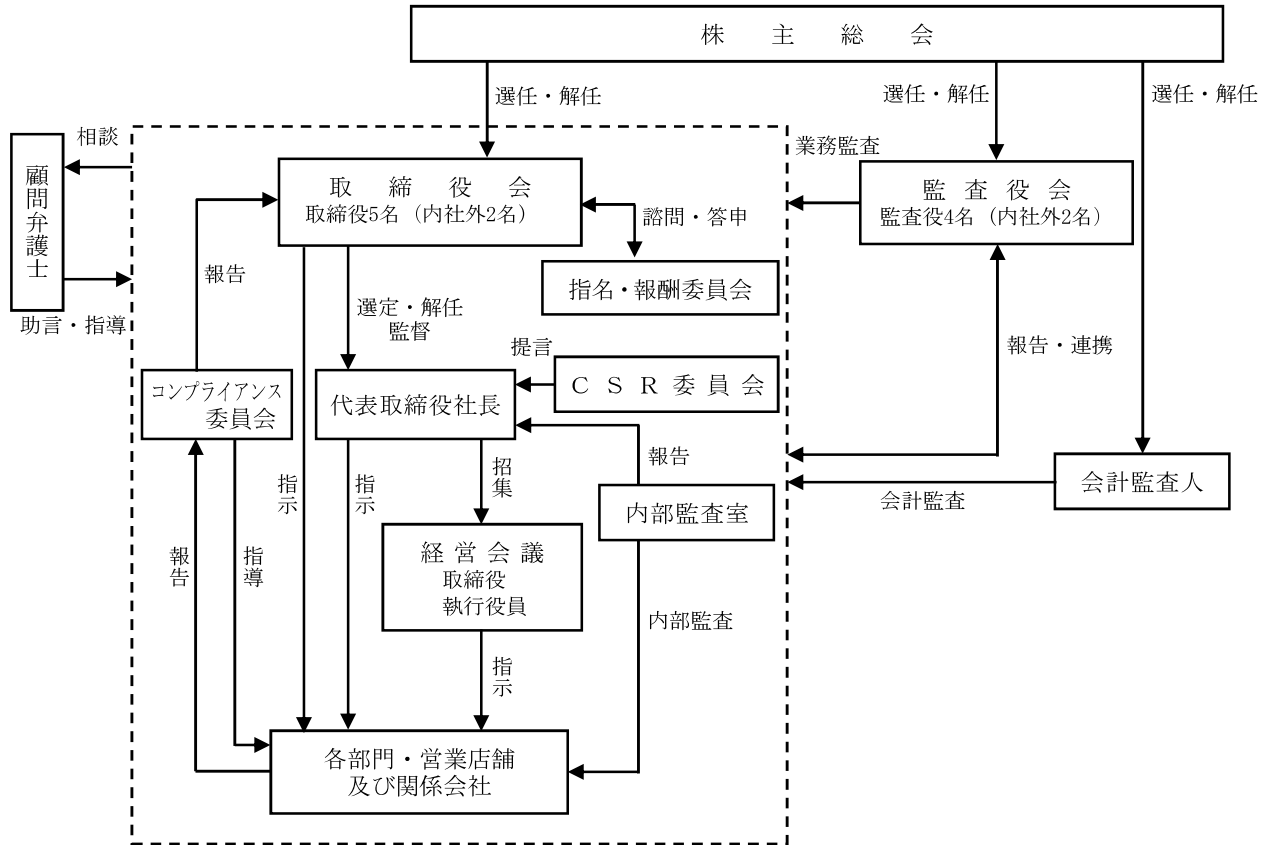 株主総会
選任・解任
選任・解任
選任・解任
相談
顧問弁護士
助言・指導
業務監査
取締役会
取締役5名（内社外2名）
監査役会
監査役4名（内社外2名）
諮問・答申
指名・報酬委員会
報告
選定・解任
監督
報告・連携
提言
CSR委員会
コンプライアンス
委員会
代表取締役社長
報告
招集
指示
指示
内部監査室
会計監査人
会計監査
経営会議
取締役
執行役員
報告
指導
内部監査
指示
各部門・営業店舗
及び関係会社